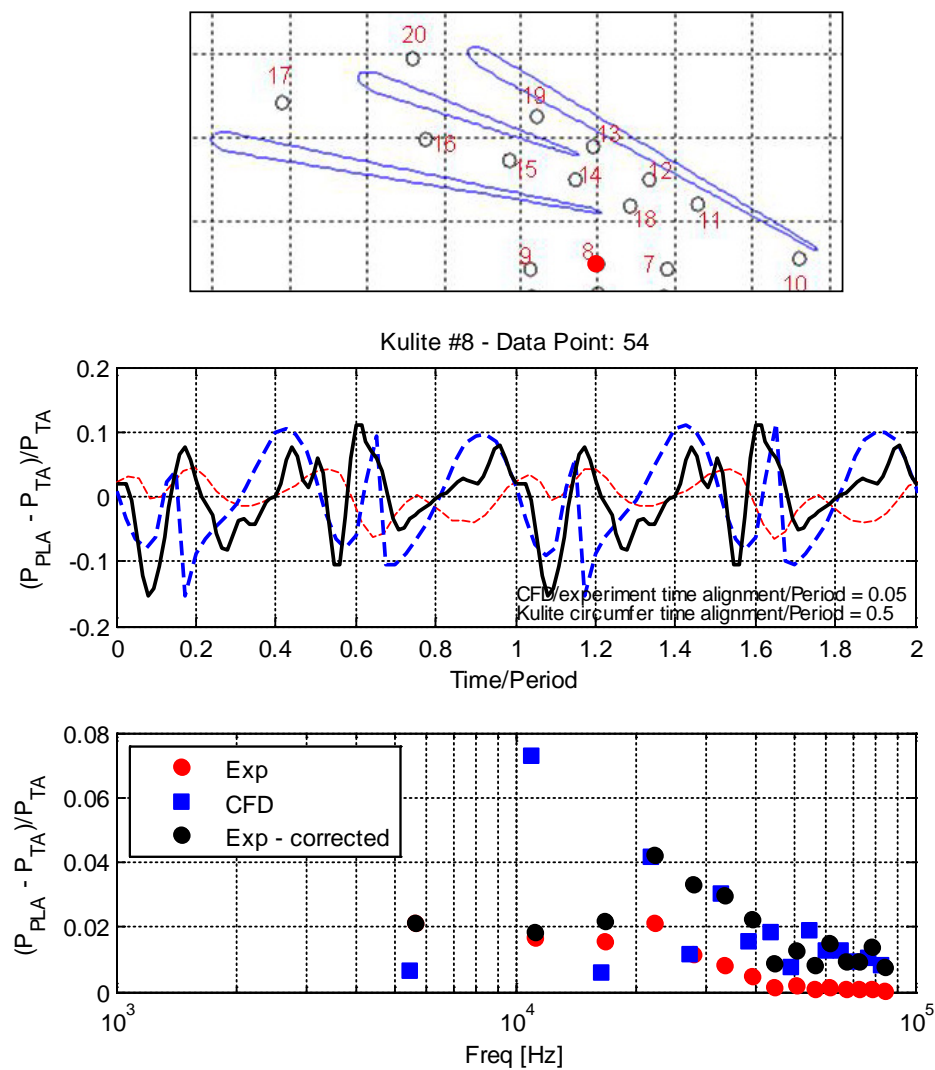 20
17
19
13
16
15
14
12
18
11
9
8
7
10
Kulite #8 - Data Point: 54
0.2
0.1
0
-0.1
-0.2
(P_PLA - P_TA)/P_TA
CFD/experiment time alignment/Period = 0.05
Kulite circumfer time alignment/Period = 0.5
0 0.2 0.4 0.6 0.8 1 1.2 1.4 1.6 1.8 2
Time/Period
0.08
0.06
0.04
0.02
0
(P_PLA - P_TA)/P_TA
Exp
CFD
Exp - corrected
10^3 10^4 10^5
Freq [Hz]